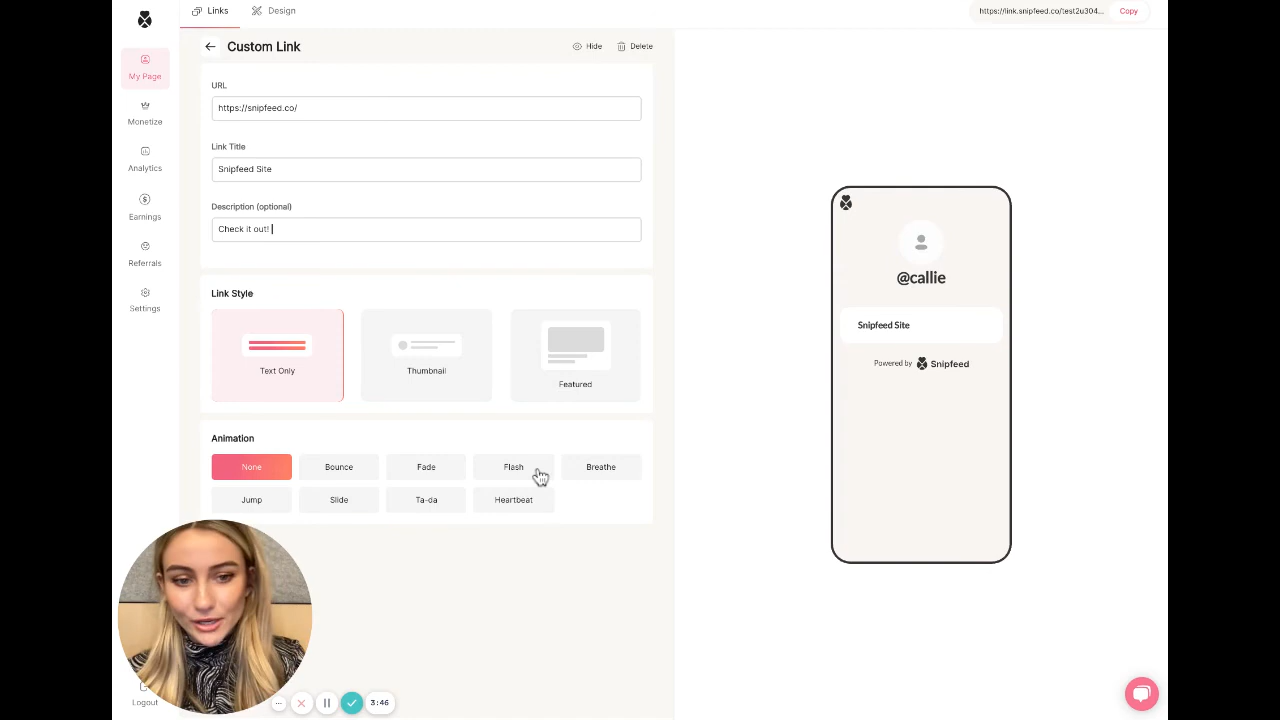 Links
Design
https://link.snipfeed.co/test2u304...
Copy
Custom Link
Hide
Delete
My Page
Monetize
Analytics
Earnings
Referrals
Settings
Logout
URL
https://snipfeed.co/
Link Title
Snipfeed Site
Description (optional)
Check it out!
Link Style
Text Only
Thumbnail
Featured
Animation
None
Bounce
Fade
Flash
Breathe
Jump
Slide
Ta-da
Heartbeat
3:46
@callie
Snipfeed Site
Powered by Snipfeed